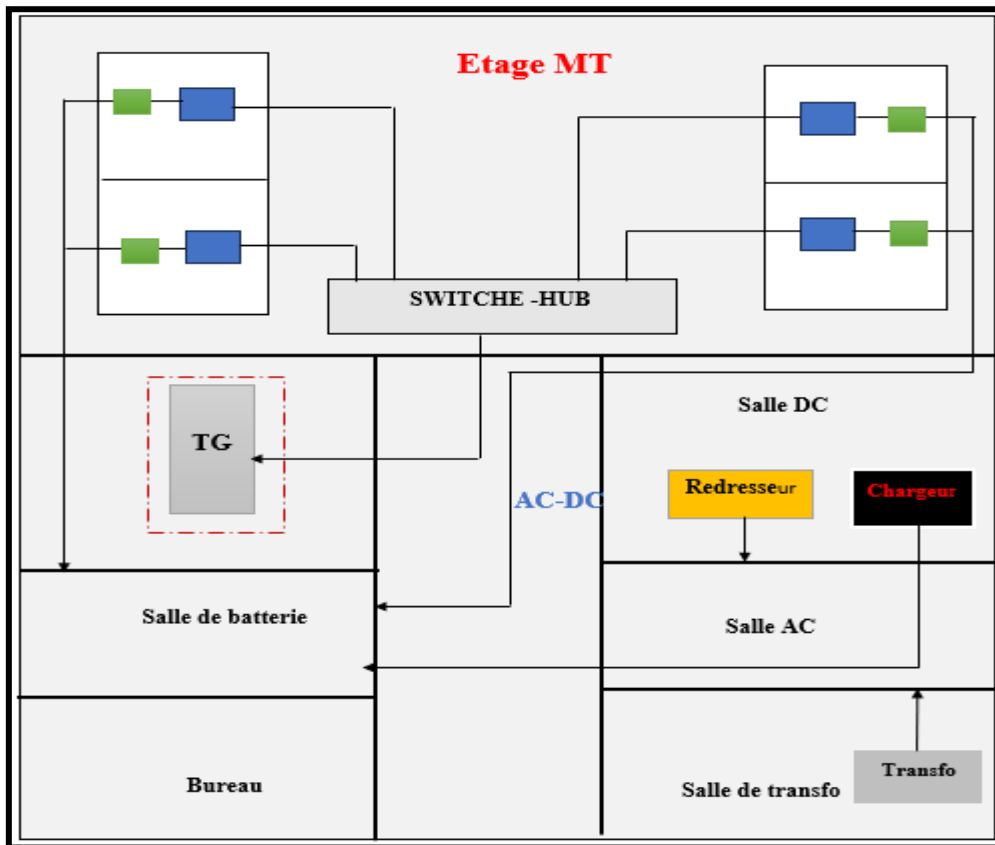 Etage MT
SWITCHE -HUB
TG
Salle DC
Redresseur
Chargeur
AC-DC
Salle de batterie
Salle AC
Bureau
Salle de transfo
Transfo